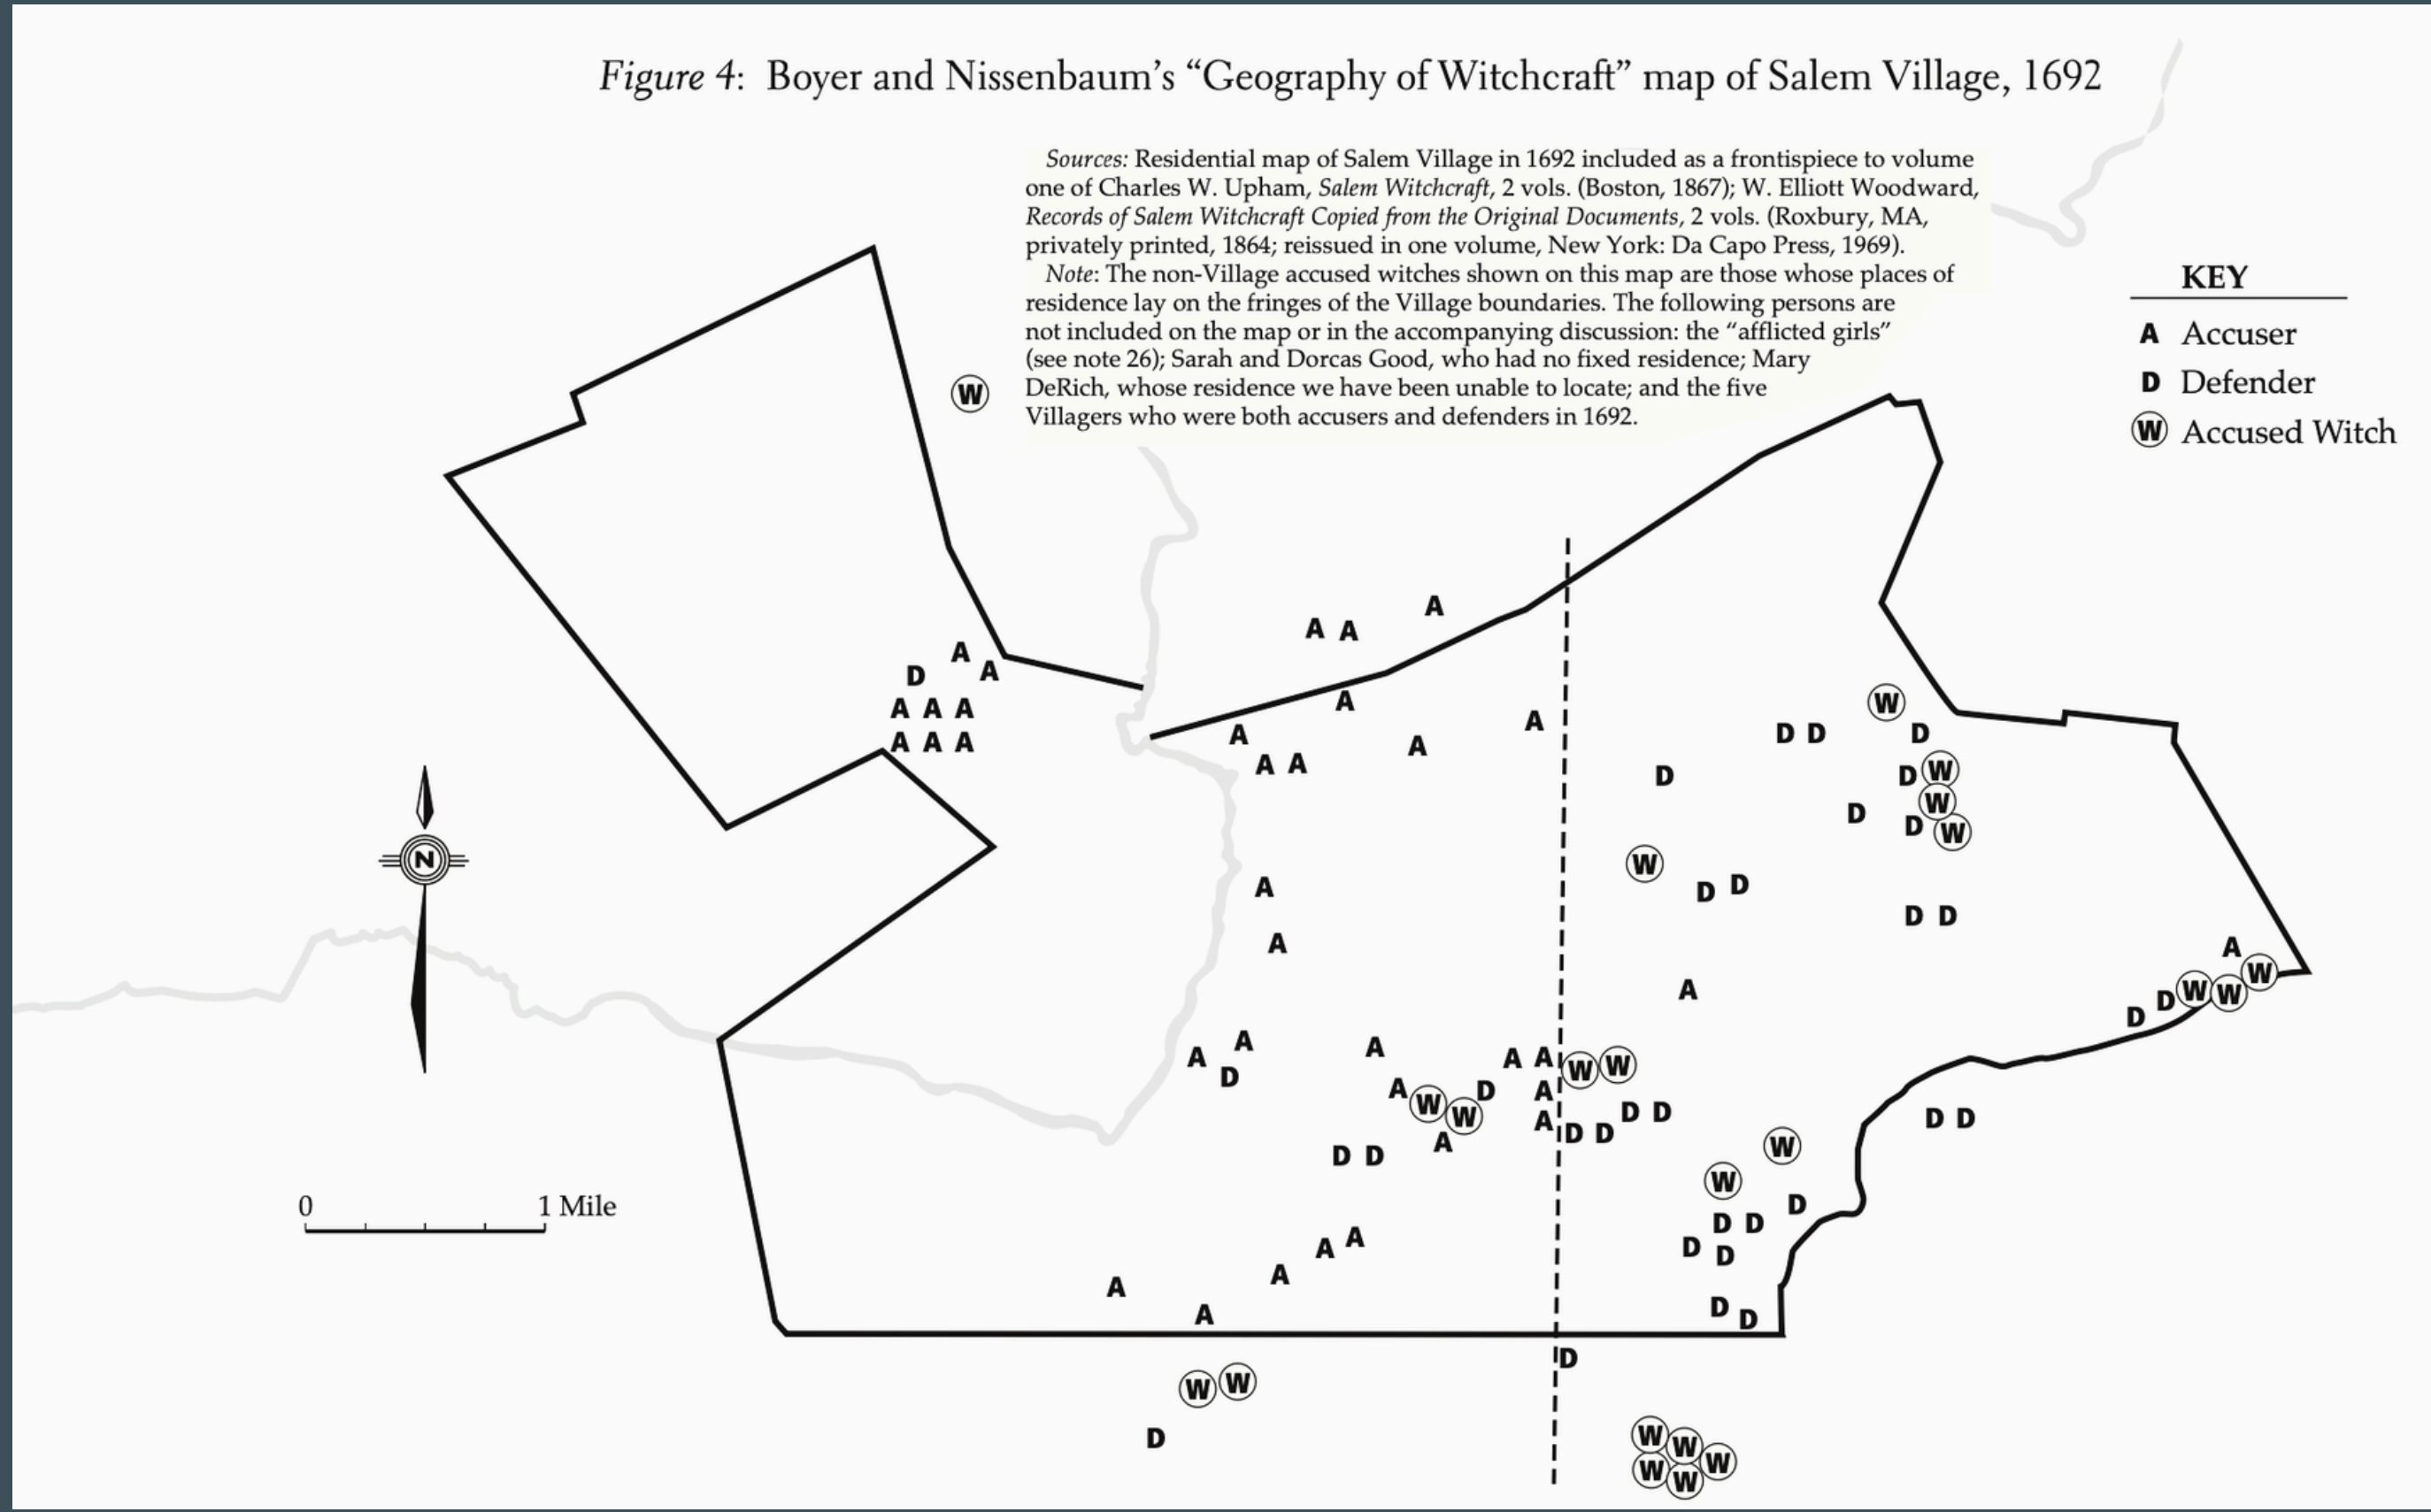 Figure 4: Boyer and Nissenbaum's “Geography of Witchcraft” map of Salem Village, 1692
Sources: Residential map of Salem Village in 1692 included as a frontispiece to volume
one of Charles W. Upham, Salem Witchcraft, 2 vols. (Boston, 1867); W. Elliott Woodward,
Records of Salem Witchcraft Copied from the Original Documents, 2 vols. (Roxbury, MA,
privately printed, 1864; reissued in one volume, New York: Da Capo Press, 1969).
Note: The non-Village accused witches shown on this map are those whose places of
residence lay on the fringes of the Village boundaries. The following persons are
not included on the map or in the accompanying discussion: the “afflicted girls”
(see note 26); Sarah and Dorcas Good, who had no fixed residence; Mary
DeRich, whose residence we have been unable to locate; and the five
Villagers who were both accusers and defenders in 1692.
KEY
A Accuser
D Defender
W Accused Witch
W
A
A A
A
D A
A A A
A A A
A
A
A A
A
A
W
D D
D
D
D W
W
D
D W
W
D D
A
A
D D
A
A
W
W W
D
D
A
A
D
A
A W W D
A
A A
A
A
W W
D D
D D
D D
D D
W
W
D
D D
D
D
D
D
A
A
A
A
A
D
W W
D
W
W
W
W
W
N
0 1 Mile